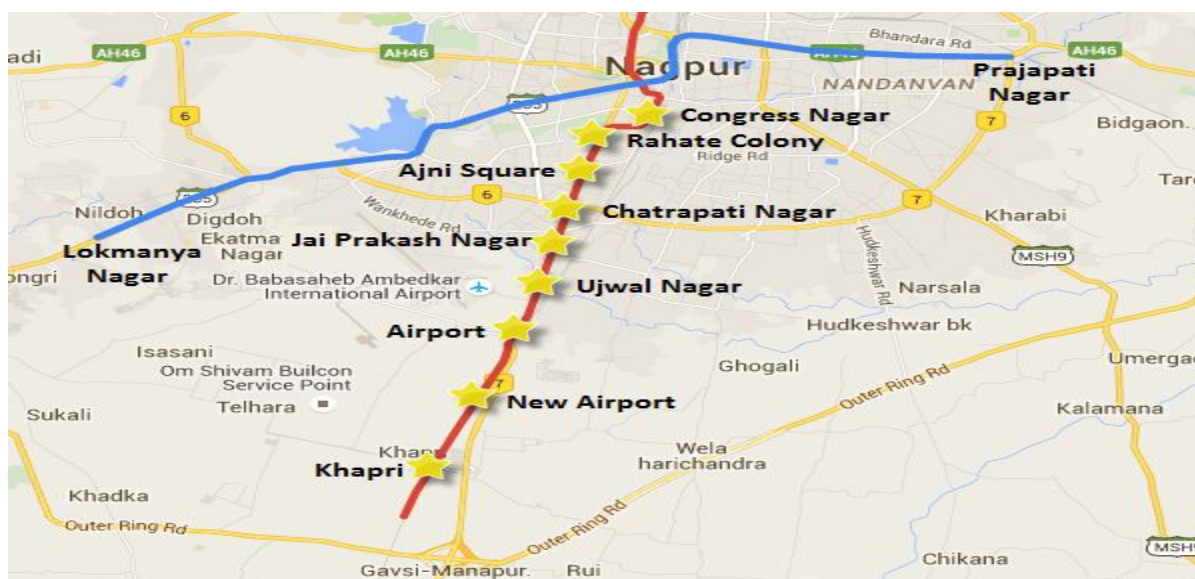 Bhandara Rd
adi
AH46
AH46
AH46
Nagpur
Prajapati
Nagar
NANDANVAN
6
Congress Nagar
7
Bidgaon.
Rahate Colony
Ridge Rd
Ajni Square
6
7
Nildoh
Digdoh
Wankhede Rd
Chatrapati Nagar
Kharabi
Ekatma
Nagar
Jai Prakash Nagar
Lokmanya
Nagar
ongri
MSH9
Dr. Babasaheb Ambedkar
International Airport
Ujwal Nagar
Hudkeshwar Rd
Narsala
Airport
Hudkeshwar bk
Isasani
Om Shivam Builcon
Service Point
Ghogali
Umergad
Outer Ring Rd
Telhara
7
New Airport
Sukali
Kalamana
Khapri
Wela
harichandra
Khadka
Outer Ring Rd
Outer Ring Rd
MSH9
Chikana
Gavsi-Manapur.
Rui